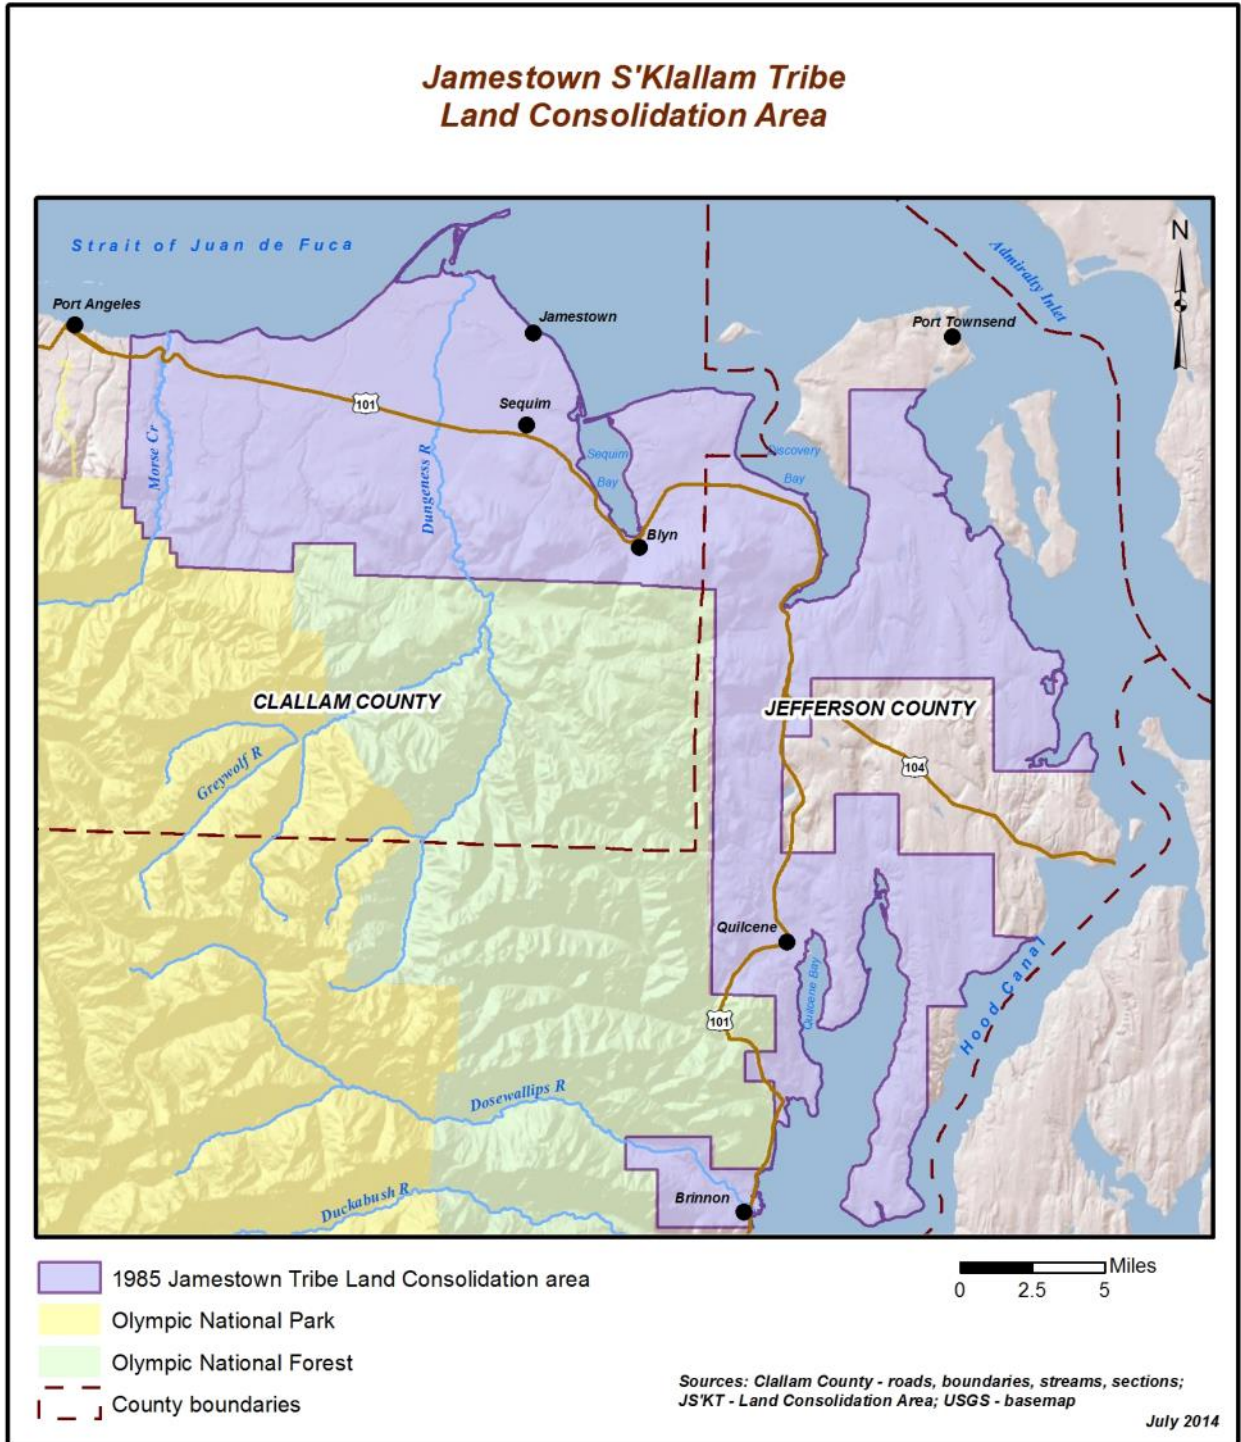 Jamestown S'Klallam Tribe
Land Consolidation Area
Strait of Juan de Fuca
Admiralty Inlet
N
Port Angeles
Jamestown
Port Townsend
101
Sequim
Morse Cr
Dungeness R
Sequim
Bay
Discovery
Bay
Blyn
CLALLAM COUNTY
JEFFERSON COUNTY
Greywolf R
104
Quilcene
Quilcene Bay
Hood Canal
101
Dosewallips R
Duckabush R
Brinnon
1985 Jamestown Tribe Land Consolidation area
Olympic National Park
Olympic National Forest
County boundaries
Miles
0 2.5 5
Sources: Clallam County - roads, boundaries, streams, sections;
JS'KT - Land Consolidation Area; USGS - basemap
July 2014